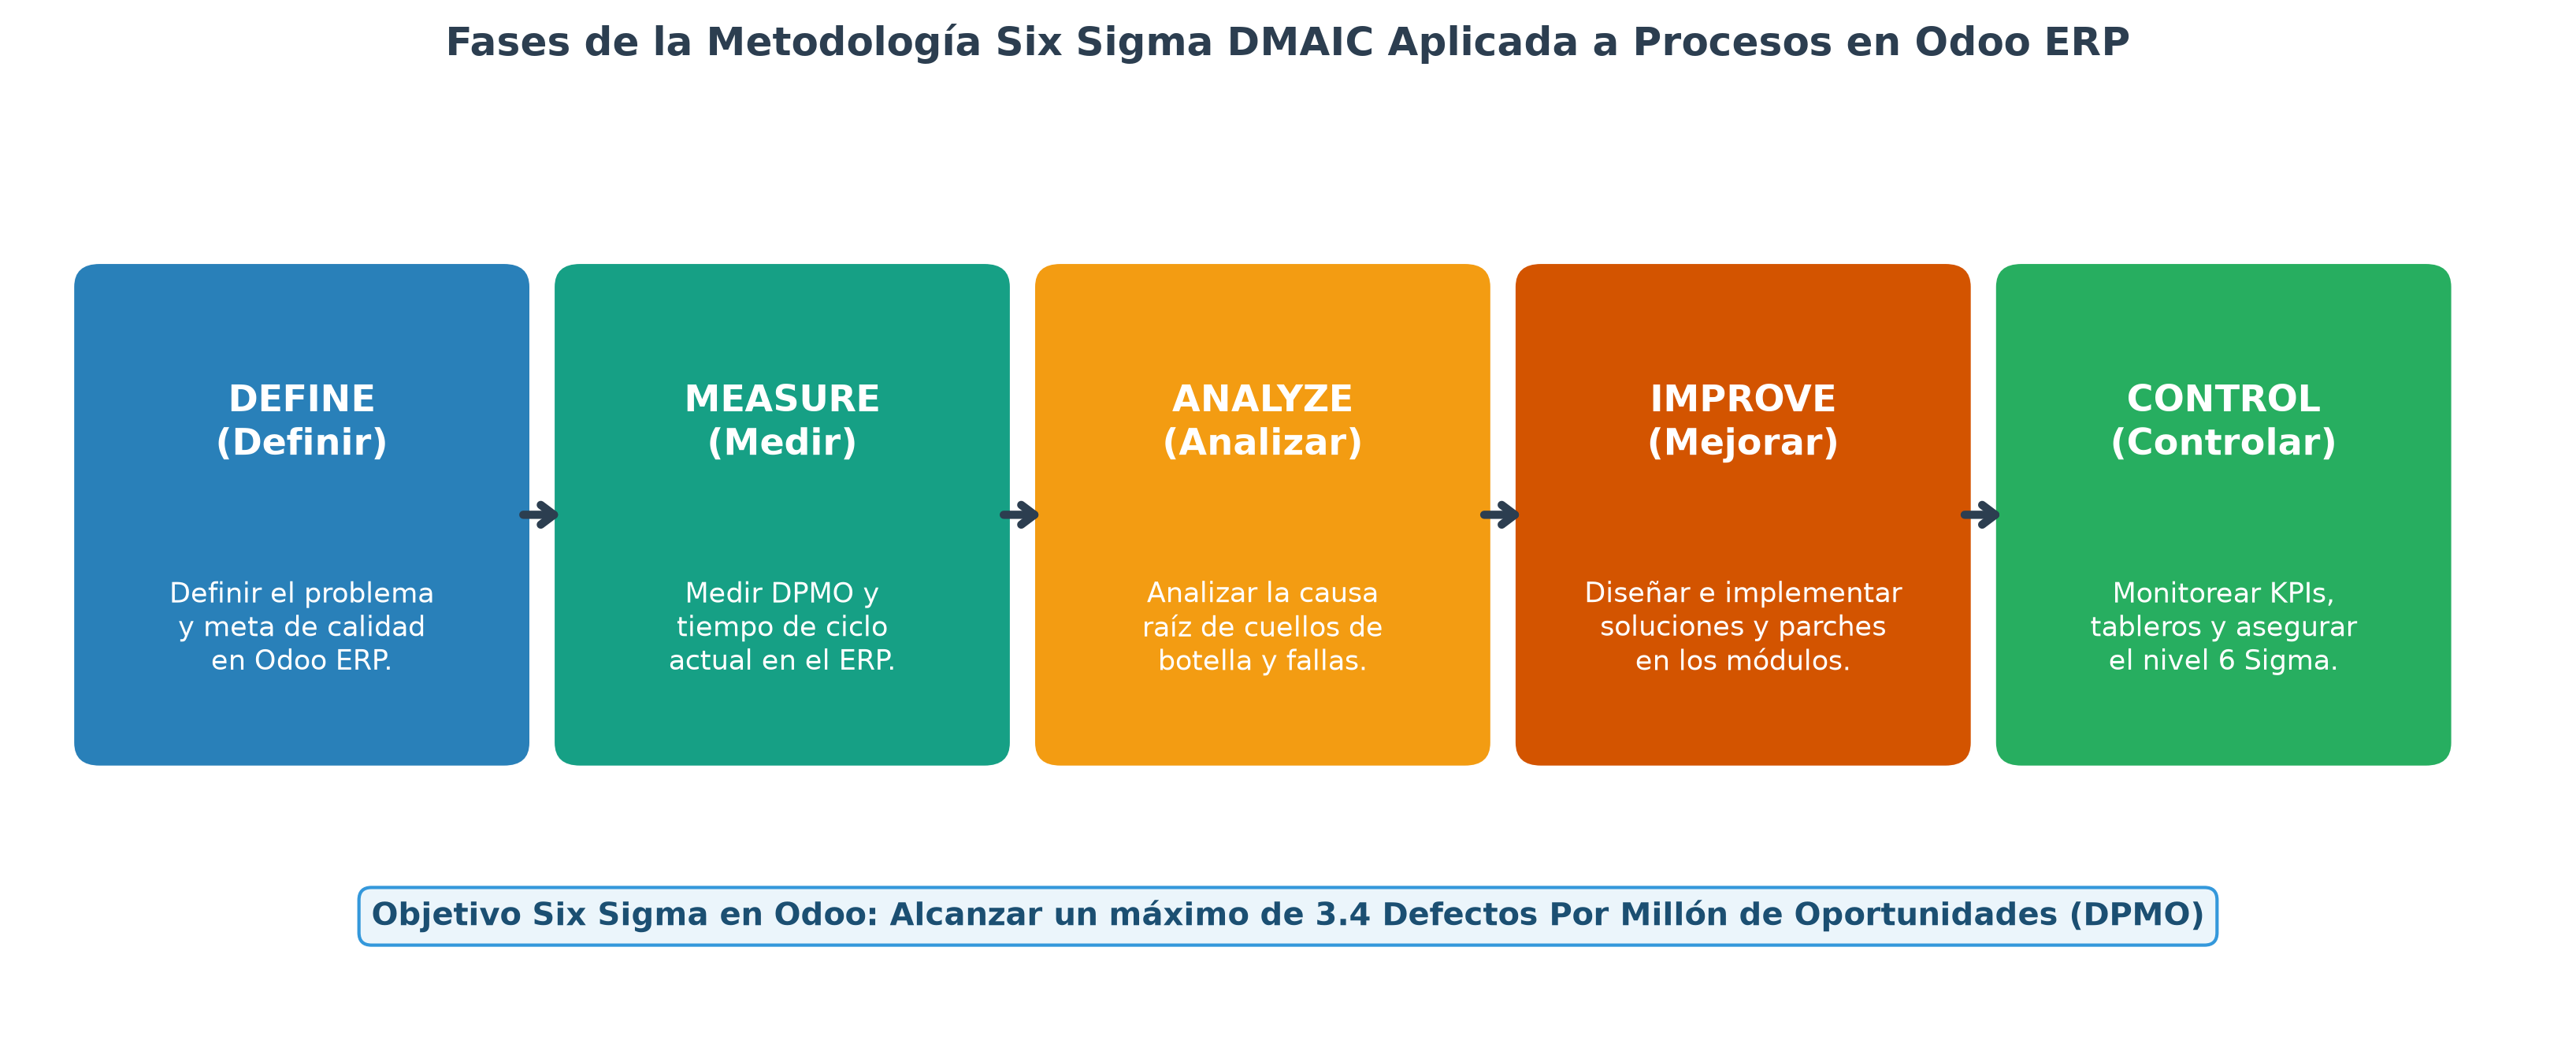 Fases de la Metodología Six Sigma DMAIC Aplicada a Procesos en Odoo ERP
DEFINE
(Definir)
Definir el problema
y meta de calidad
en Odoo ERP.
MEASURE
(Medir)
Medir DPMO y
tiempo de ciclo
actual en el ERP.
ANALYZE
(Analizar)
Analizar la causa
raíz de cuellos de
botella y fallas.
IMPROVE
(Mejorar)
Diseñar e implementar
soluciones y parches
en los módulos.
CONTROL
(Controlar)
Monitorear KPIs,
tableros y asegurar
el nivel 6 Sigma.
Objetivo Six Sigma en Odoo: Alcanzar un máximo de 3.4 Defectos Por Millón de Oportunidades (DPMO)